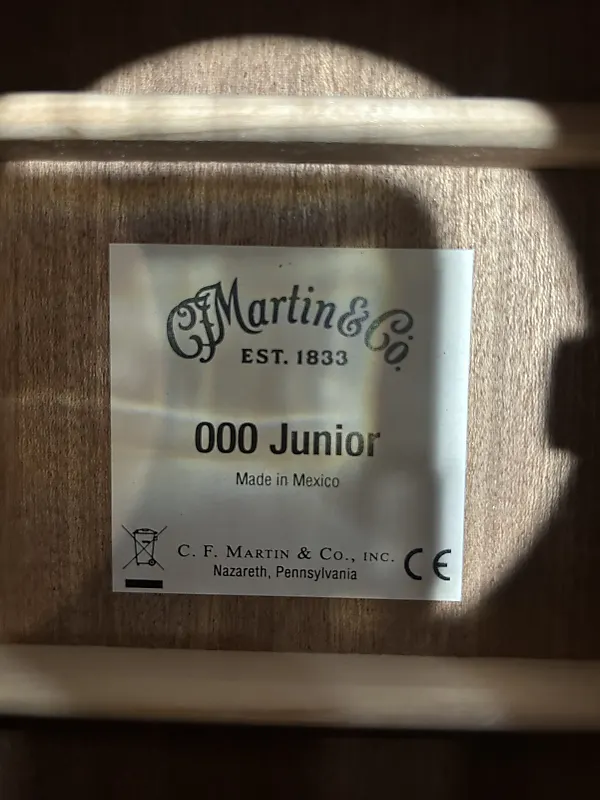 CFMartin & Co.
EST. 1833
000 Junior
Made in Mexico
C. F. MARTIN & CO., INC.
Nazareth, Pennsylvania
CE